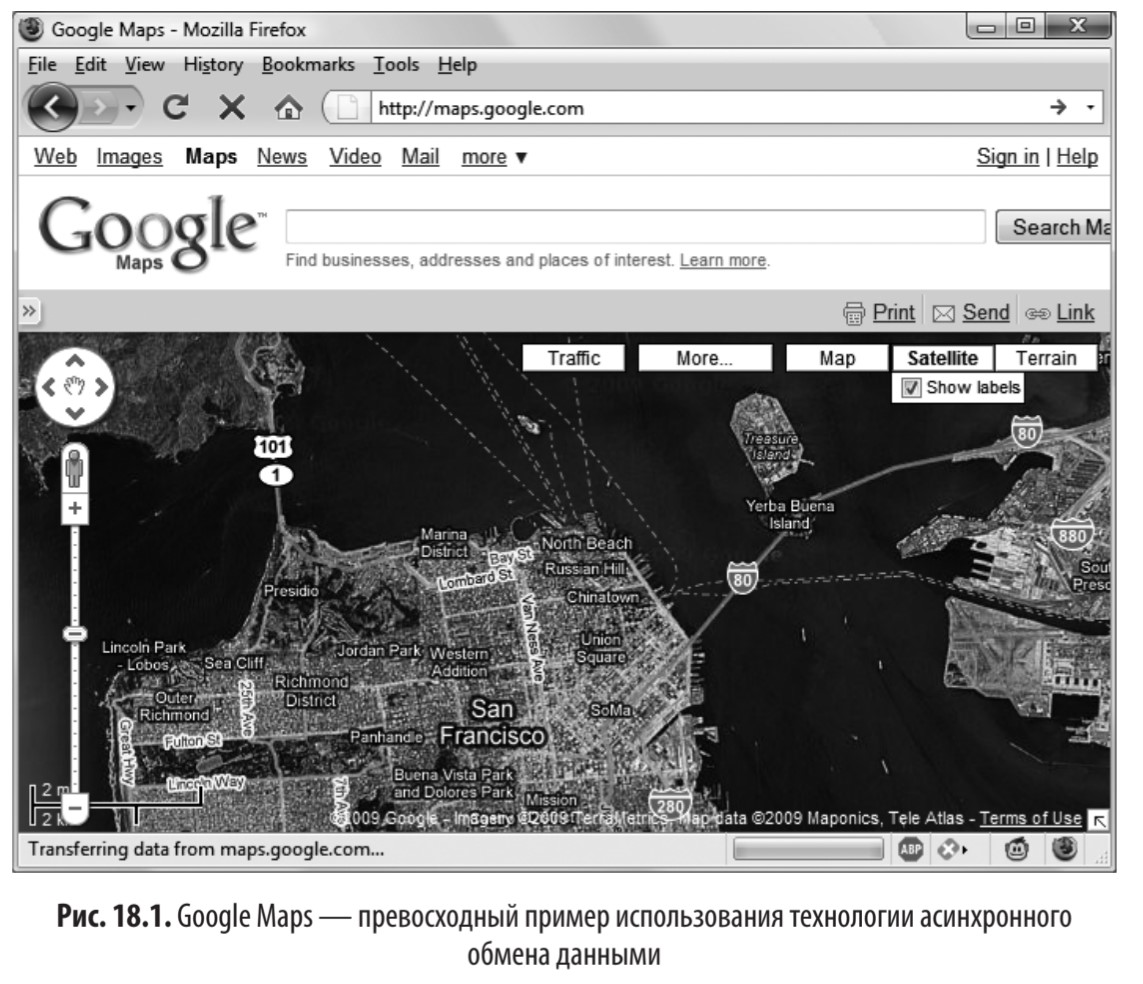 Google Maps - Mozilla Firefox
File Edit View History Bookmarks Tools Help
http://maps.google.com
Web Images Maps News Video Mail more ▼ Sign in | Help
Google™
Maps
Search Ma
Find businesses, addresses and places of interest. Learn more.
» Print Send Link
Traffic More... Map Satellite Terrain
Show labels
101
1
80
Treasure
Island
Yerba Buena
Island
880
Marina
District
North Beach
Bay St
Russian Hill
Lombard St
80
Sout
Presc
Presidio
Chinatown
Van Ness Ave
Union
Square
Lincoln Park
- Lobos
Sea Cliff
Jordan Park
Western
Addition
Richmond
District
25th Ave
Outer
Richmond
San
Francisco
SoMa
Great Hwy
Fulton St
Panhandle
Lincoln Way
7th Ave
Buena Vista Park
and Dolores Park
Mission
280
2 m
2 k
©2009 Google - Imagery ©2009 TerraMetrics, Map data ©2009 Maponics, Tele Atlas - Terms of Use
Transferring data from maps.google.com...
ABP
Рис. 18.1. Google Maps — превосходный пример использования технологии асинхронного
обмена данными